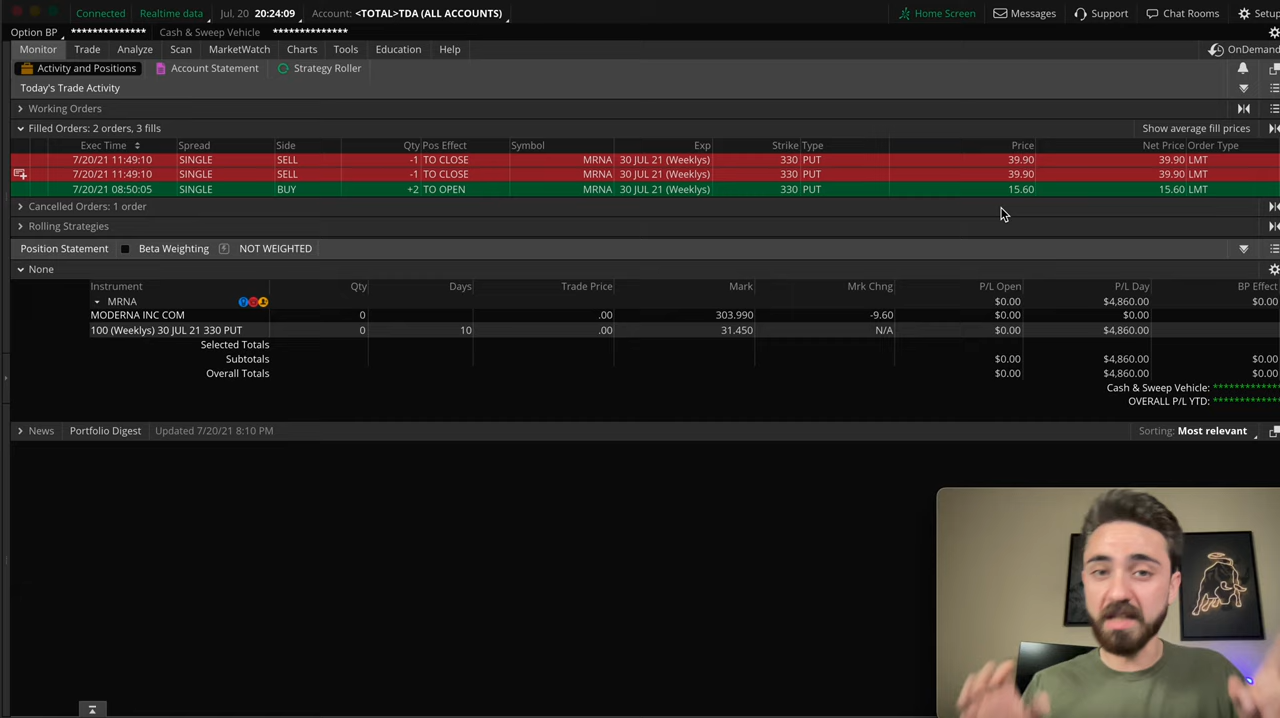 Connected Realtime data Jul, 20 20:24:09 Account: <TOTAL>TDA (ALL ACCOUNTS) Home Screen Messages Support Chat Rooms Setup
Option BP ************** Cash & Sweep Vehicle **************
Monitor Trade Analyze Scan MarketWatch Charts Tools Education Help OnDemand
Activity and Positions Account Statement Strategy Roller
Today's Trade Activity
Working Orders
Filled Orders: 2 orders, 3 fills Show average fill prices
Exec Time Spread Side Qty Pos Effect Symbol Exp Strike Type Price Net Price Order Type
7/20/21 11:49:10 SINGLE SELL -1 TO CLOSE MRNA 30 JUL 21 (Weeklys) 330 PUT 39.90 39.90 LMT
7/20/21 11:49:10 SINGLE SELL -1 TO CLOSE MRNA 30 JUL 21 (Weeklys) 330 PUT 39.90 39.90 LMT
7/20/21 08:50:05 SINGLE BUY +2 TO OPEN MRNA 30 JUL 21 (Weeklys) 330 PUT 15.60 15.60 LMT
Cancelled Orders: 1 order
Rolling Strategies
Position Statement Beta Weighting NOT WEIGHTED
None
Instrument Qty Days Trade Price Mark Mrk Chng P/L Open P/L Day BP Effect
MRNA $0.00 $4,860.00 $0.00
MODERNA INC COM 0 .00 303.990 -9.60 $0.00 $0.00
100 (Weeklys) 30 JUL 21 330 PUT 0 10 .00 31.450 N/A $0.00 $4,860.00
Selected Totals
Subtotals $0.00 $4,860.00 $0.00
Overall Totals $0.00 $4,860.00 $0.00
Cash & Sweep Vehicle: **************
OVERALL P/L YTD: **************
News Portfolio Digest Updated 7/20/21 8:10 PM Sorting: Most relevant